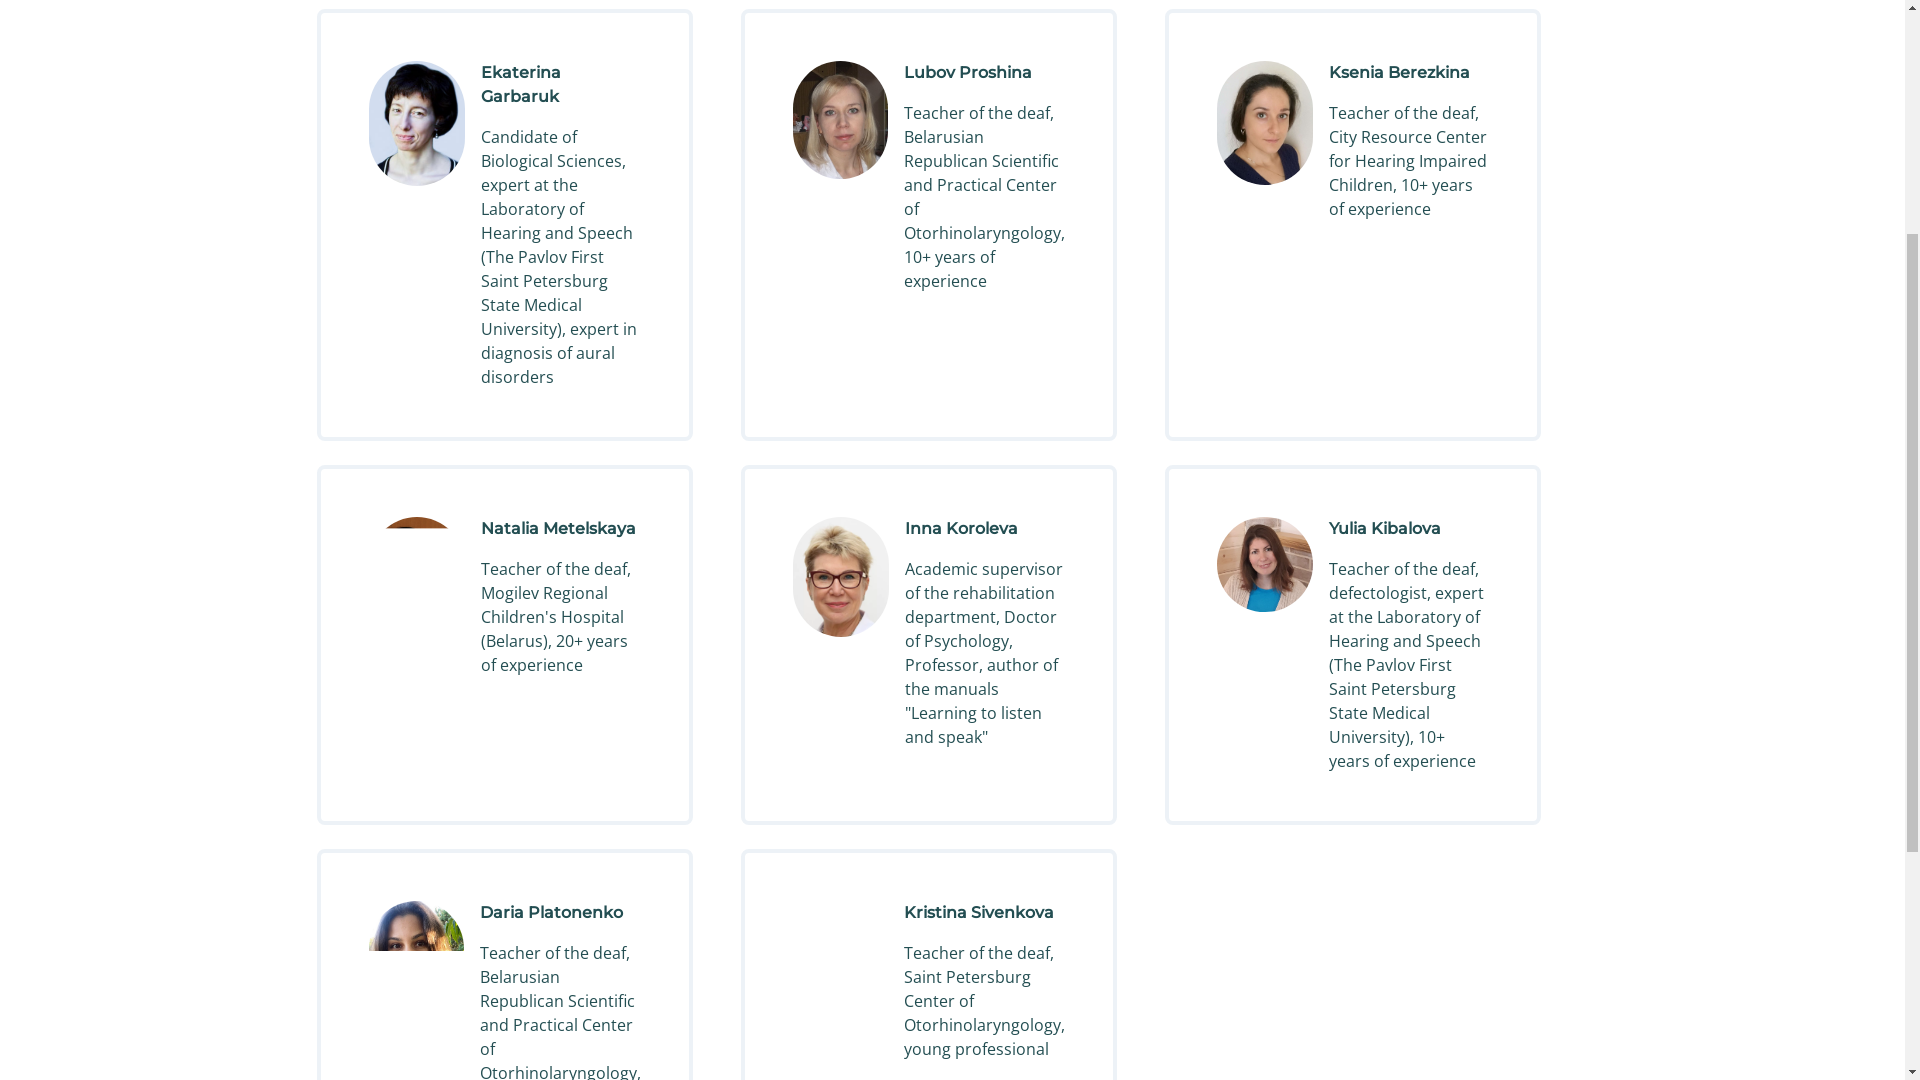 Ekaterina
Garbaruk
Candidate of
Biological Sciences,
expert at the
Laboratory of
Hearing and Speech
(The Pavlov First
Saint Petersburg
State Medical
University), expert in
diagnosis of aural
disorders
Lubov Proshina
Teacher of the deaf,
Belarusian
Republican Scientific
and Practical Center
of
Otorhinolaryngology,
10+ years of
experience
Ksenia Berezkina
Teacher of the deaf,
City Resource Center
for Hearing Impaired
Children, 10+ years
of experience
Natalia Metelskaya
Teacher of the deaf,
Mogilev Regional
Children's Hospital
(Belarus), 20+ years
of experience
Inna Koroleva
Academic supervisor
of the rehabilitation
department, Doctor
of Psychology,
Professor, author of
the manuals
"Learning to listen
and speak"
Yulia Kibalova
Teacher of the deaf,
defectologist, expert
at the Laboratory of
Hearing and Speech
(The Pavlov First
Saint Petersburg
State Medical
University), 10+
years of experience
Daria Platonenko
Teacher of the deaf,
Belarusian
Republican Scientific
and Practical Center
of
Otorhinolaryngology,
Kristina Sivenkova
Teacher of the deaf,
Saint Petersburg
Center of
Otorhinolaryngology,
young professional